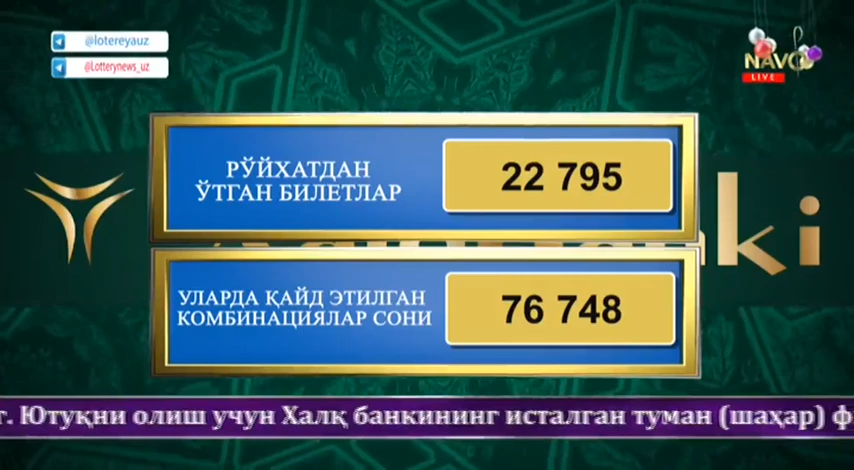 @lotereyauz
@Lotterynews_uz
NAVO
LIVE
РЎЙХАТДАН
ЎТГАН БИЛЕТЛАР
22 795
УЛАРДА ҚАЙД ЭТИЛГАН
КОМБИНАЦИЯЛАР СОНИ
76 748
г. Ютуқни олиш учун Халқ банкининг исталган туман (шаҳар) ф